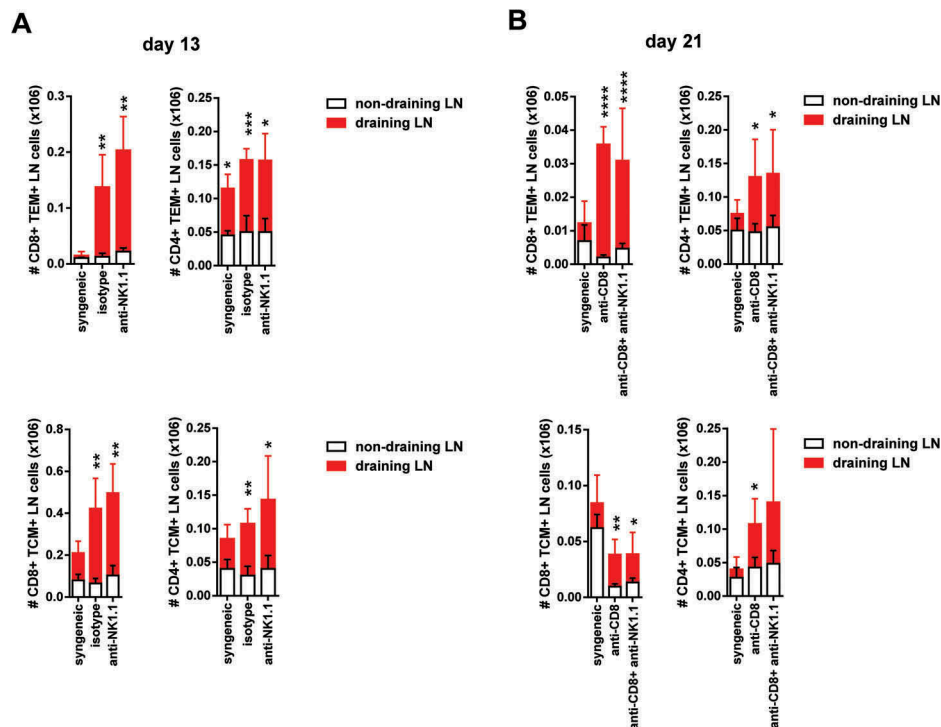 A
day 13
# CD8+ TEM+ LN cells (x106)
0.3
0.2
0.1
0.0
**
**
syngeneic
isotype
anti-NK1.1
# CD4+ TEM+ LN cells (x106)
0.25
0.20
0.15
0.10
0.05
0.00
*
***
*
syngeneic
isotype
anti-NK1.1
non-draining LN
draining LN
# CD8+ TCM+ LN cells (x106)
0.8
0.6
0.4
0.2
0.0
**
**
syngeneic
isotype
anti-NK1.1
# CD4+ TCM+ LN cells (x106)
0.25
0.20
0.15
0.10
0.05
0.00
**
*
syngeneic
isotype
anti-NK1.1
non-draining LN
draining LN
B
day 21
# CD8+ TEM+ LN cells (x106)
0.05
0.04
0.03
0.02
0.01
0.00
****
****
syngeneic
anti-CD8
anti-CD8+ anti-NK1.1
# CD4+ TEM+ LN cells (x106)
0.25
0.20
0.15
0.10
0.05
0.00
*
*
syngeneic
anti-CD8
anti-CD8+ anti-NK1.1
non-draining LN
draining LN
# CD8+ TCM+ LN cells (x106)
0.15
0.10
0.05
0.00
**
*
syngeneic
anti-CD8
anti-CD8+ anti-NK1.1
# CD4+ TCM+ LN cells (x106)
0.25
0.20
0.15
0.10
0.05
0.00
*
syngeneic
anti-CD8
anti-CD8+ anti-NK1.1
non-draining LN
draining LN